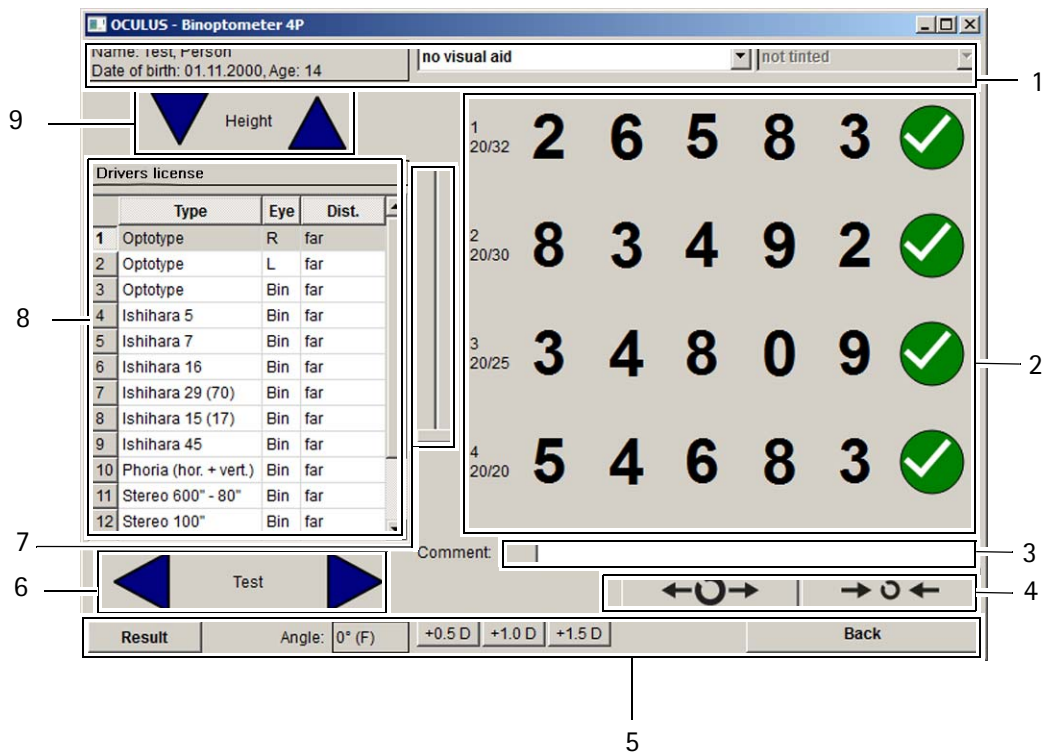 OCULUS - Binoptometer 4P
Name: Test, Person
Date of birth: 01.11.2000, Age: 14
no visual aid
not tinted
1
9
Height
1
20/32
2 6 5 8 3
Drivers license
Type Eye Dist.
1 Optotype R far
2 Optotype L far
3 Optotype Bin far
4 Ishihara 5 Bin far
5 Ishihara 7 Bin far
6 Ishihara 16 Bin far
7 Ishihara 29 (70) Bin far
8 Ishihara 15 (17) Bin far
9 Ishihara 45 Bin far
10 Phoria (hor. + vert.) Bin far
11 Stereo 600" - 80" Bin far
12 Stereo 100" Bin far
8
2
20/30
8 3 4 9 2
3
20/25
3 4 8 0 9
2
4
20/20
5 4 6 8 3
7
Comment:
3
6
Test
4
Result
Angle: 0° (F)
+0.5 D +1.0 D +1.5 D
Back
5